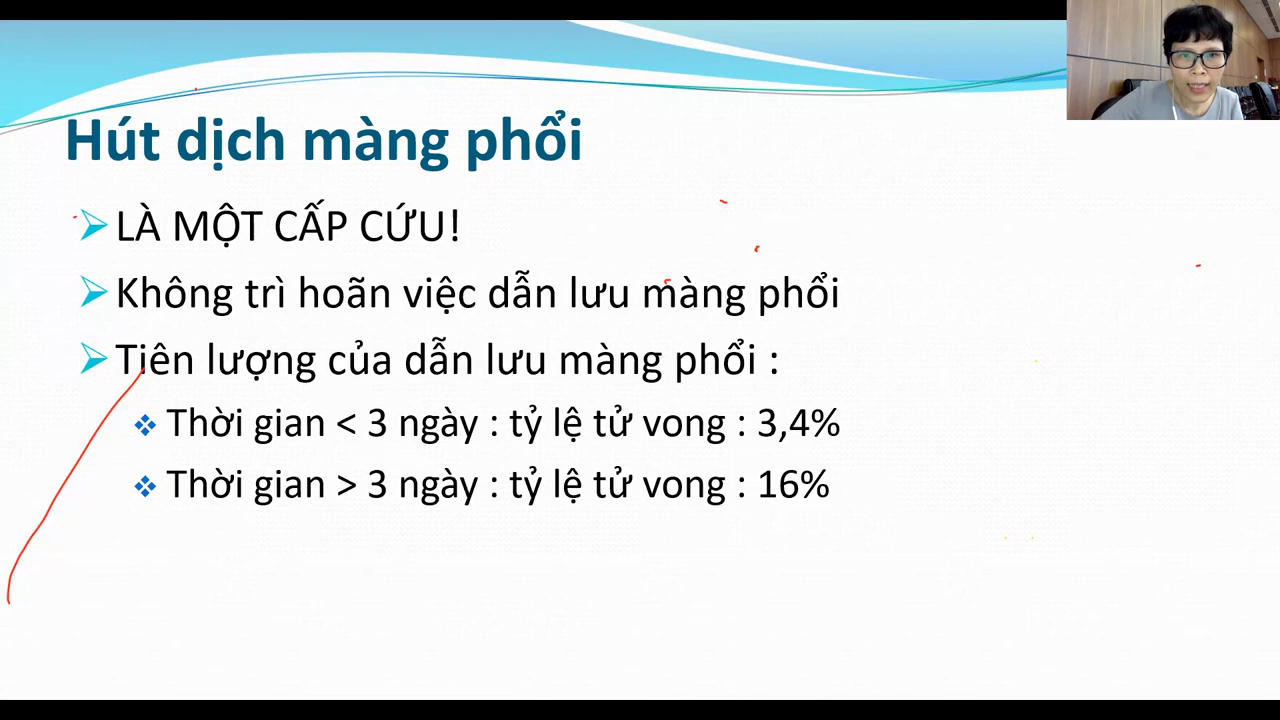 Hút dịch màng phổi
LÀ MỘT CẤP CỨU!
Không trì hoãn việc dẫn lưu màng phổi
Tiên lượng của dẫn lưu màng phổi :
Thời gian < 3 ngày : tỷ lệ tử vong : 3,4%
Thời gian > 3 ngày : tỷ lệ tử vong : 16%